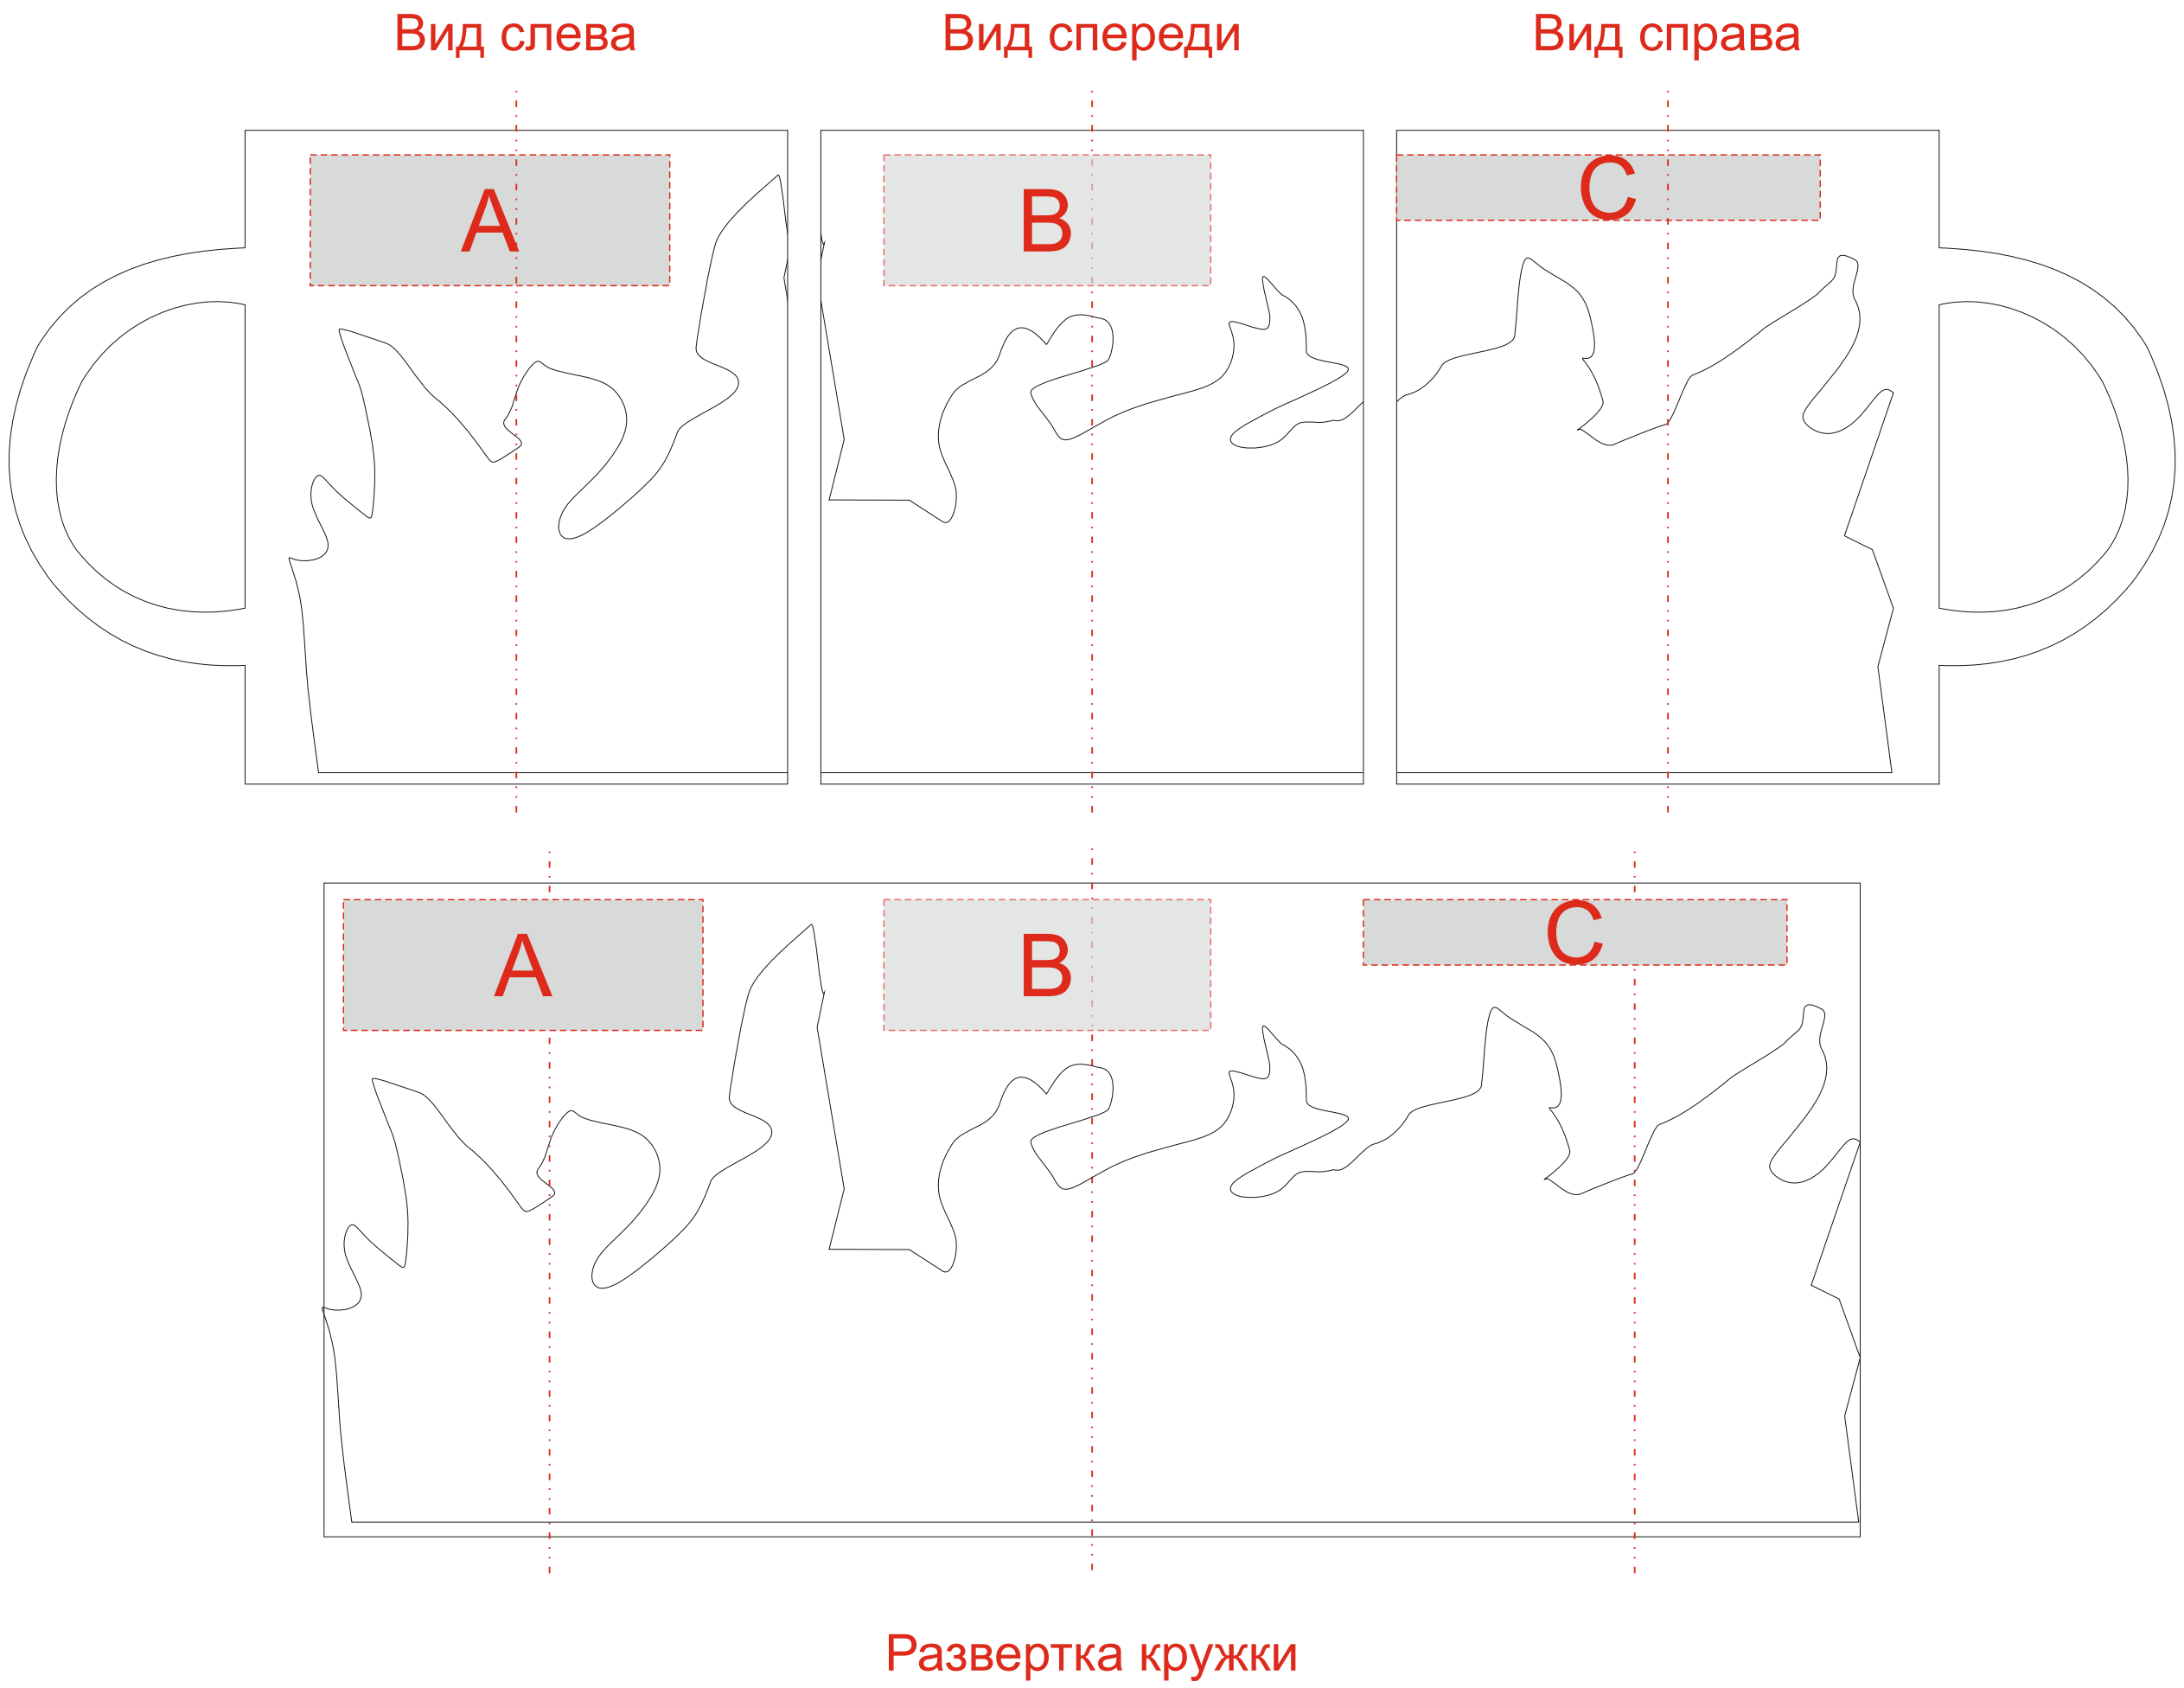 Вид слева
Вид спереди
Вид справа
A
B
C
A
B
C
Развертка кружки